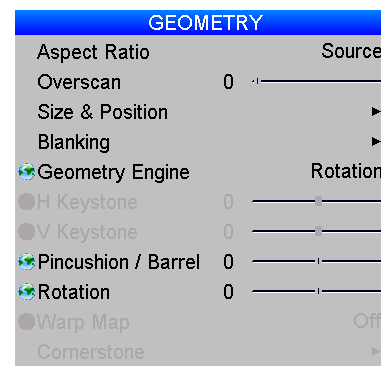 GEOMETRY
Aspect Ratio Source
Overscan 0
Size & Position
Blanking
Geometry Engine Rotation
H Keystone 0
V Keystone 0
Pincushion / Barrel 0
Rotation 0
Warp Map Off
Cornerstone